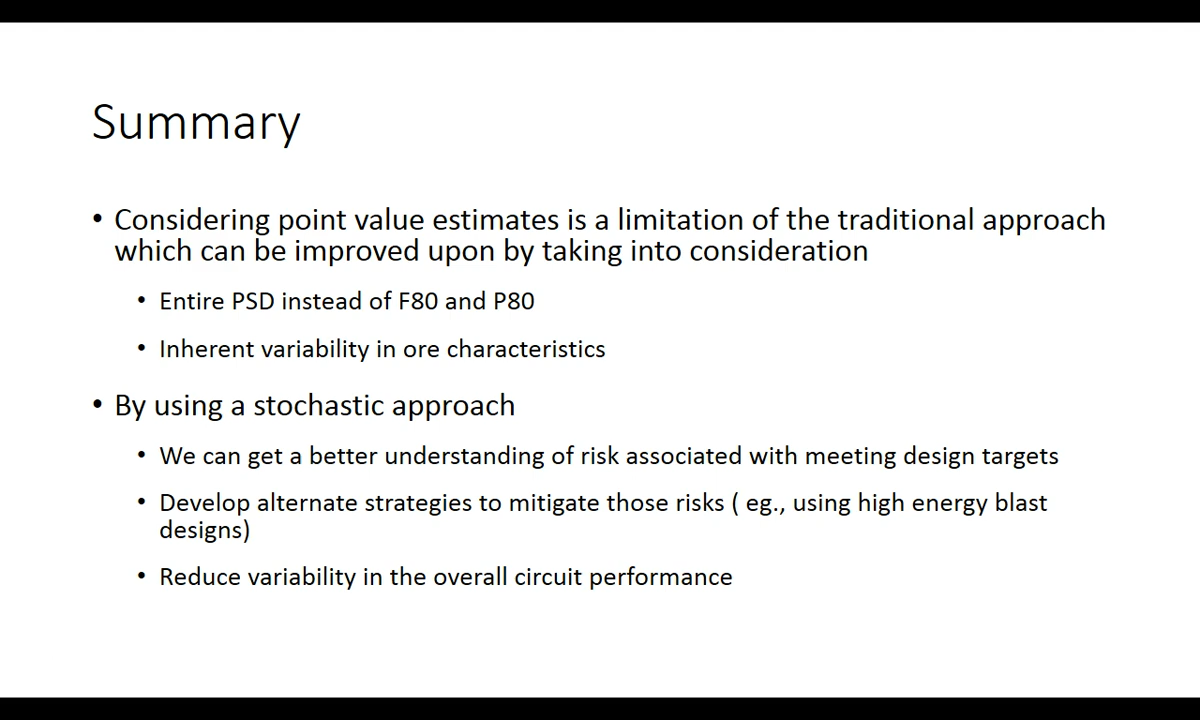 Summary
• Considering point value estimates is a limitation of the traditional approach
which can be improved upon by taking into consideration
• Entire PSD instead of F80 and P80
• Inherent variability in ore characteristics
• By using a stochastic approach
• We can get a better understanding of risk associated with meeting design targets
• Develop alternate strategies to mitigate those risks ( eg., using high energy blast
designs)
• Reduce variability in the overall circuit performance